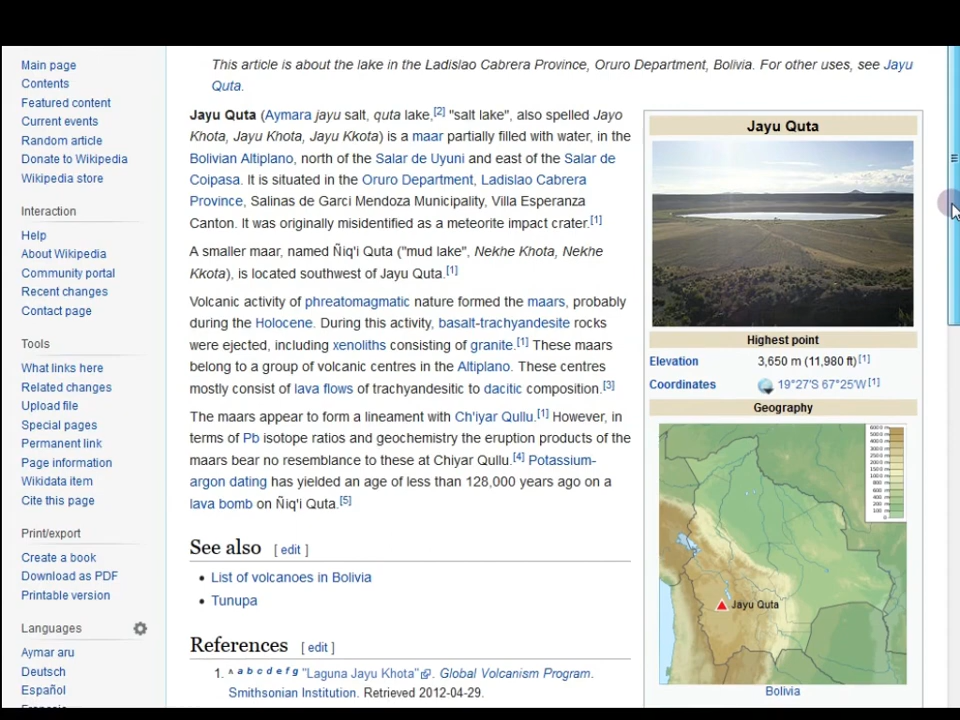 Main page
Contents
Featured content
Current events
Random article
Donate to Wikipedia
Wikipedia store
Interaction
Help
About Wikipedia
Community portal
Recent changes
Contact page
Tools
What links here
Related changes
Upload file
Special pages
Permanent link
Page information
Wikidata item
Cite this page
Print/export
Create a book
Download as PDF
Printable version
Languages
Aymar aru
Deutsch
Español
This article is about the lake in the Ladislao Cabrera Province, Oruro Department, Bolivia. For other uses, see Jayu
Quta.
Jayu Quta (Aymara jayu salt, quta lake,[2] "salt lake", also spelled Jayo
Khota, Jayu Khota, Jayu Kkota) is a maar partially filled with water, in the
Bolivian Altiplano, north of the Salar de Uyuni and east of the Salar de
Coipasa. It is situated in the Oruro Department, Ladislao Cabrera
Province, Salinas de Garci Mendoza Municipality, Villa Esperanza
Canton. It was originally misidentified as a meteorite impact crater.[1]
A smaller maar, named Ñiq'i Quta ("mud lake", Nekhe Khota, Nekhe
Kkota), is located southwest of Jayu Quta.[1]
Volcanic activity of phreatomagmatic nature formed the maars, probably
during the Holocene. During this activity, basalt-trachyandesite rocks
were ejected, including xenoliths consisting of granite.[1] These maars
belong to a group of volcanic centres in the Altiplano. These centres
mostly consist of lava flows of trachyandesitic to dacitic composition.[3]
The maars appear to form a lineament with Ch'iyar Qullu.[1] However, in
terms of Pb isotope ratios and geochemistry the eruption products of the
maars bear no resemblance to these at Chiyar Qullu.[4] Potassium-
argon dating has yielded an age of less than 128,000 years ago on a
lava bomb on Ñiq'i Quta.[5]
See also [ edit ]
• List of volcanoes in Bolivia
• Tunupa
References [ edit ]
1. ^ a b c d e f g "Laguna Jayu Khota". Global Volcanism Program.
Smithsonian Institution. Retrieved 2012-04-29.
Jayu Quta
Highest point
Elevation 3,650 m (11,980 ft)[1]
Coordinates 19°27′S 67°25′W[1]
Geography
Jayu Quta
Bolivia